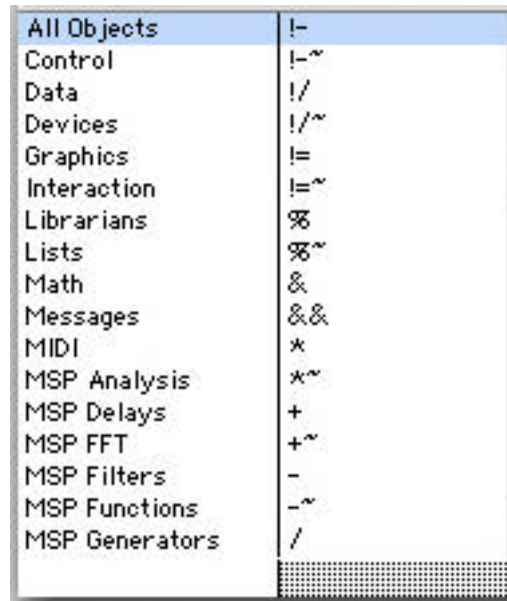 All Objects !-
Control !-~
Data !/
Devices !/~
Graphics !=
Interaction !=~
Librarians %
Lists %~
Math &
Messages &&
MIDI *
MSP Analysis *~
MSP Delays +
MSP FFT +~
MSP Filters -
MSP Functions -~
MSP Generators /